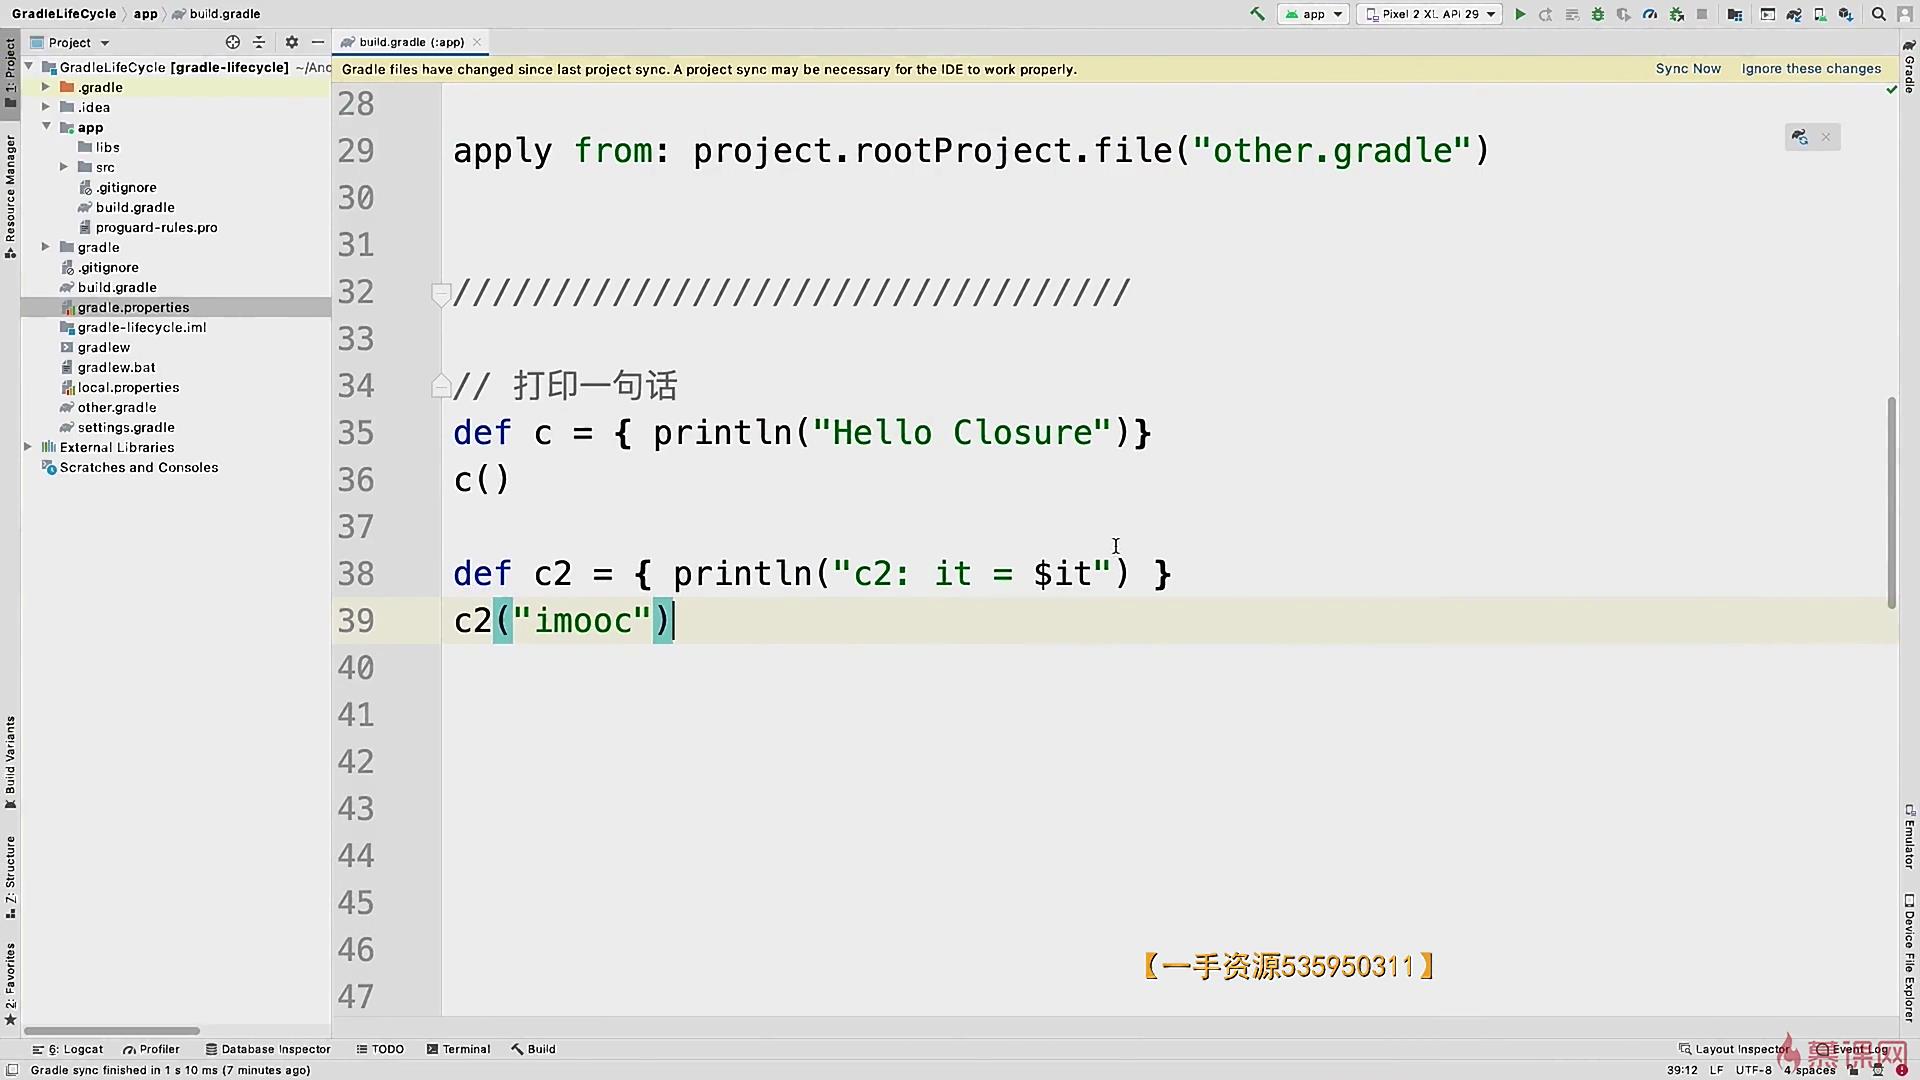 GradleLifeCycle app build.gradle
app Pixel 2 XL API 29
Project
build.gradle (:app)
Gradle files have changed since last project sync. A project sync may be necessary for the IDE to work properly.
Sync Now Ignore these changes
GradleLifeCycle [gradle-lifecycle]
.gradle
.idea
app
libs
src
.gitignore
build.gradle
proguard-rules.pro
gradle
.gitignore
build.gradle
gradle.properties
gradle-lifecycle.iml
gradlew
gradlew.bat
local.properties
other.gradle
settings.gradle
External Libraries
Scratches and Consoles
1: Project
Resource Manager
Build Variants
7: Structure
2: Favorites
28
29 apply from: project.rootProject.file("other.gradle")
30
31
32 //////////////////////////////////
33
34 // 打印一句话
35 def c = { println("Hello Closure")}
36 c()
37
38 def c2 = { println("c2: it = $it") }
39 c2("imooc")
40
41
42
43
44
45
46
47
【一手资源535950311】
Gradle
Emulator
Device File Explorer
6: Logcat Profiler Database Inspector TODO Terminal Build
Layout Inspector Event Log
慕课网
Gradle sync finished in 1 s 10 ms (7 minutes ago)
39:12 LF UTF-8 4 spaces